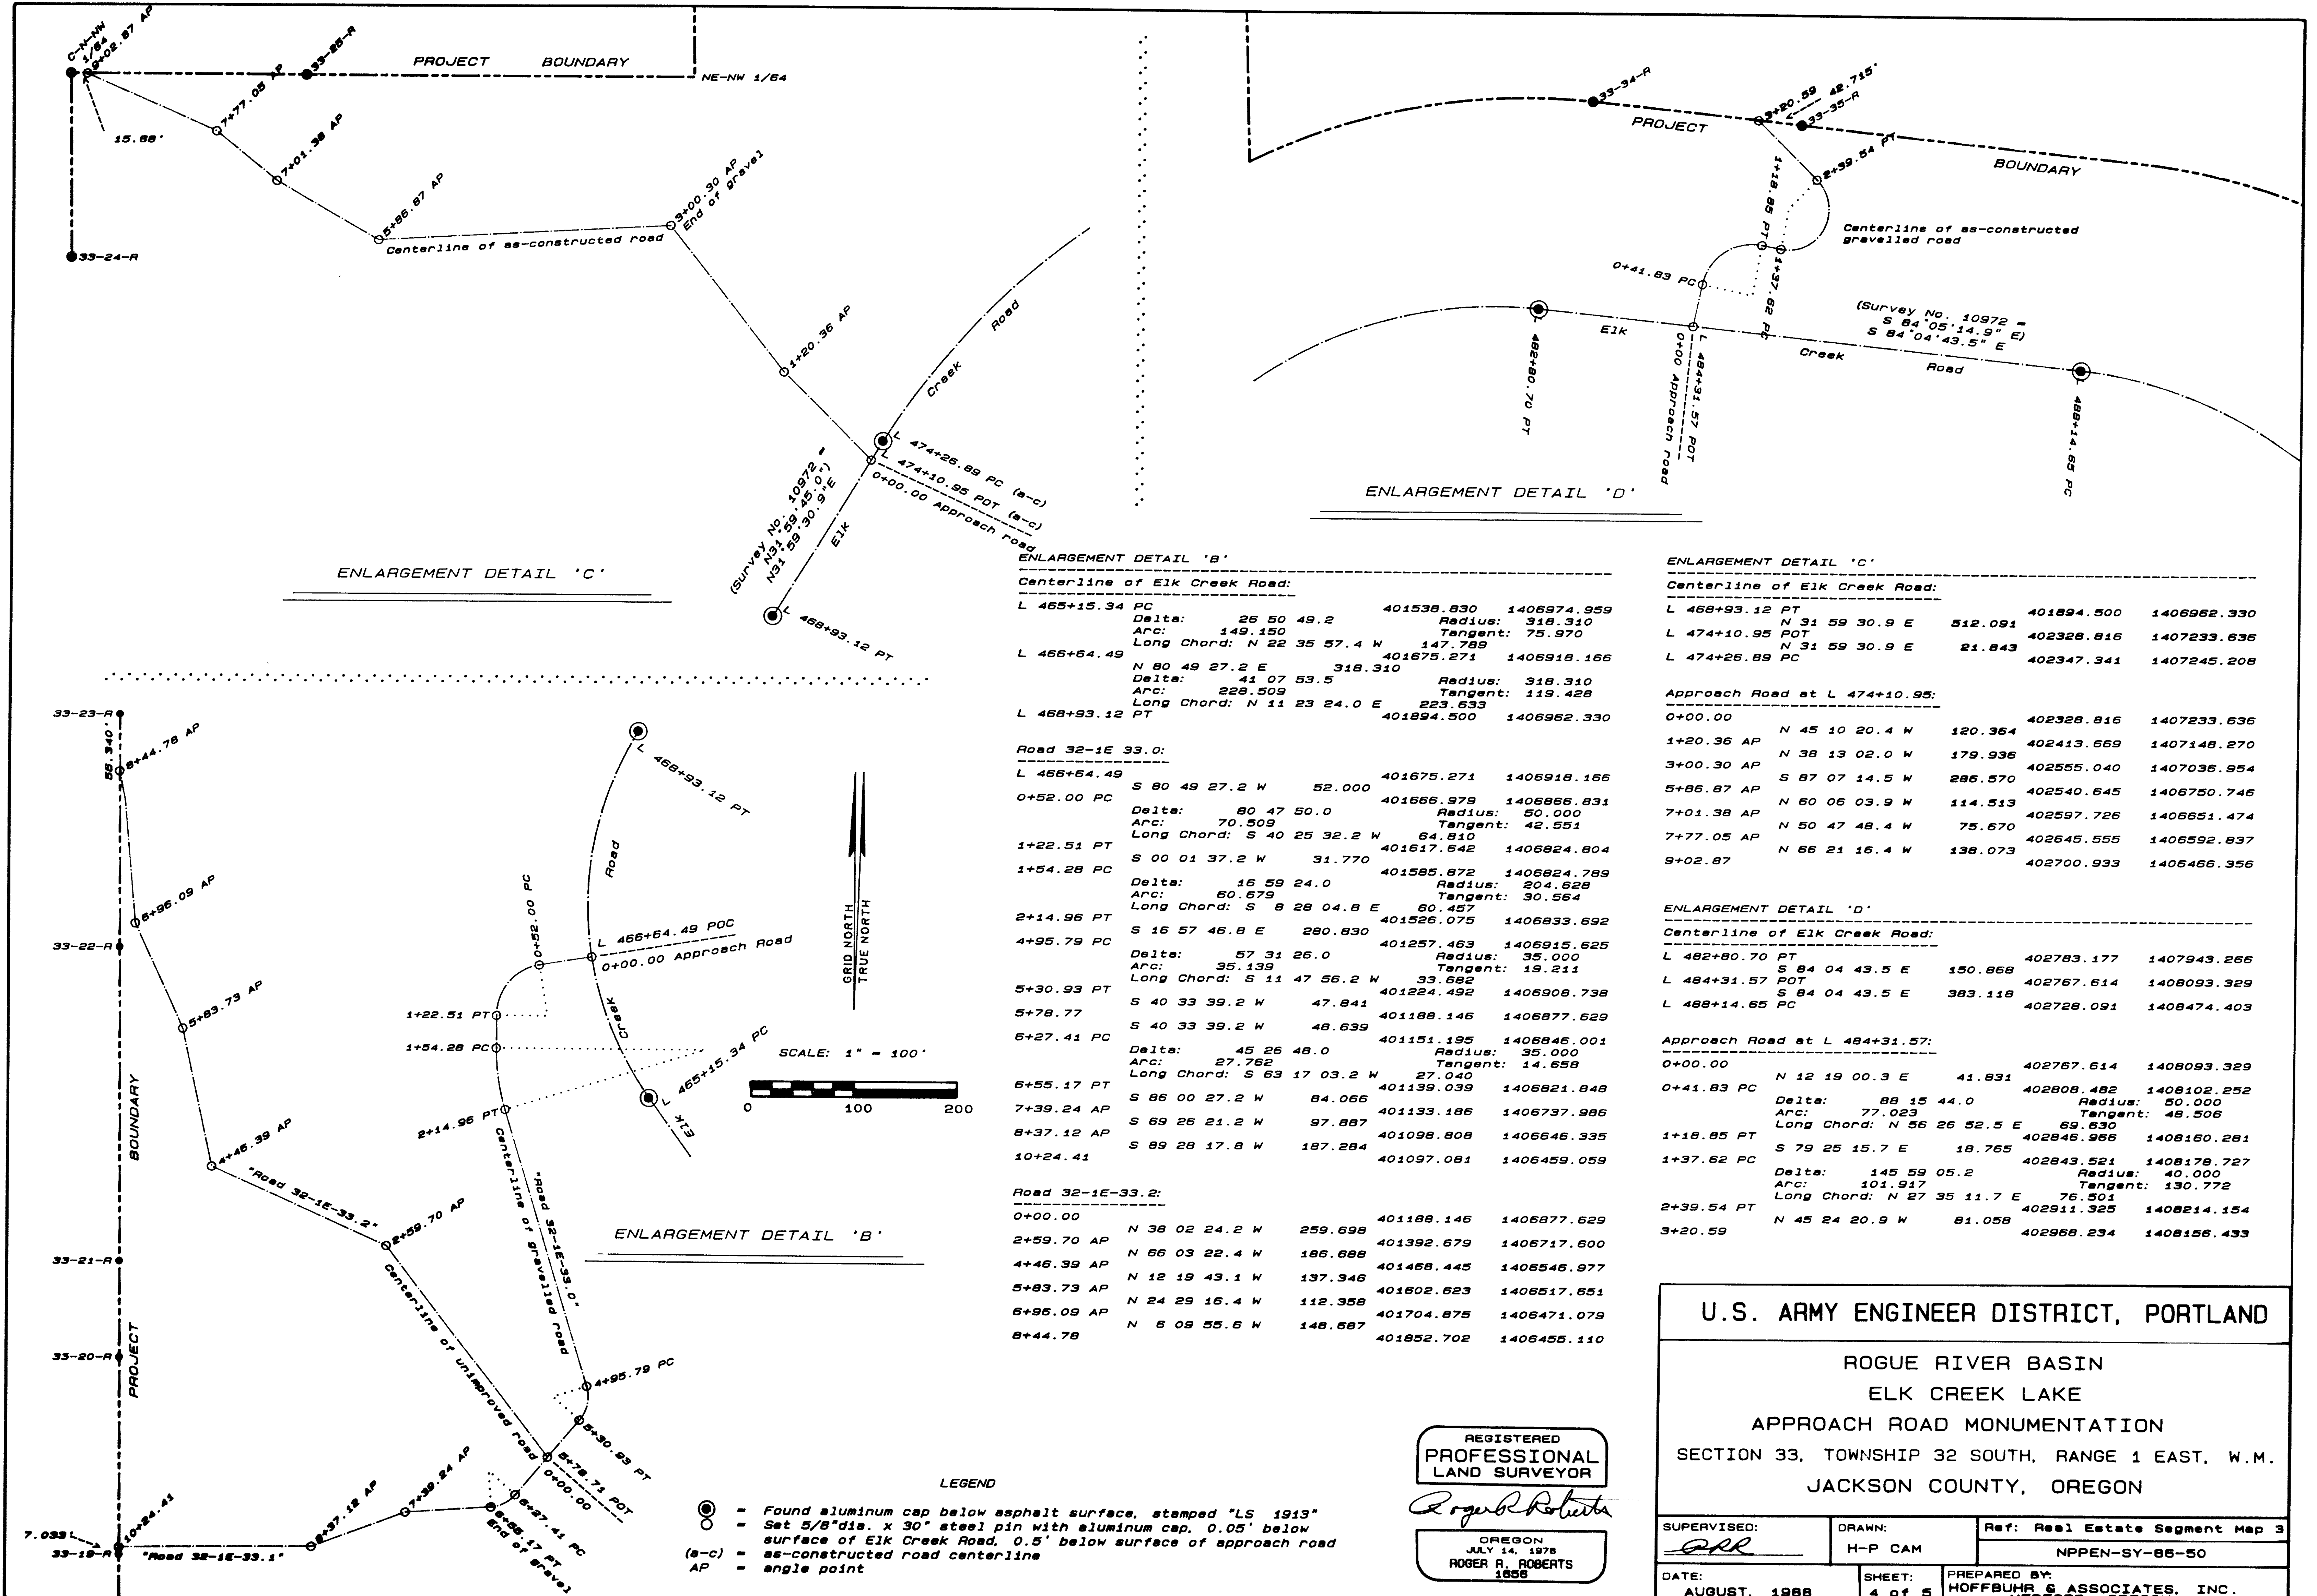 C-N-NW
1/64
9+02.87 AP
33-25-R
PROJECT BOUNDARY
NE-NW 1/64
7+77.05 AP
15.68'
7+01.38 AP
5+86.87 AP
3+00.30 AP
End of gravel
33-24-R
Centerline of as-constructed road
1+20.36 AP
Creek Road
L 474+26.89 PC (a-c)
L 474+10.95 POT (a-c)
0+00.00 Approach road
(Survey No. 10972 =
N31°59'45.0")
N31°59'30.9"E
Elk
L 468+93.12 PT
ENLARGEMENT DETAIL 'C'
33-34-R
3+20.59
42.715'
33-35-R
PROJECT
BOUNDARY
2+39.54 PT
1+18.85 PT
1+37.62 PC
Centerline of as-constructed
gravelled road
0+41.83 PC
(Survey No. 10972 =
S 84°05'14.9" E)
S 84°04'43.5" E
Elk Creek Road
L 482+80.70 PT
L 484+31.57 POT
0+00 Approach road
L 488+14.65 PC
ENLARGEMENT DETAIL 'D'
33-23-R
55.340'
8+44.78 AP
L 468+93.12 PT
Road
6+96.09 AP
33-22-R
0+52.00 PC
L 466+64.49 POC
0+00.00 Approach Road
GRID NORTH
TRUE NORTH
5+83.73 AP
1+22.51 PT
Creek
1+54.28 PC
L 465+15.34 PC
SCALE: 1" = 100'
0 100 200
BOUNDARY
2+14.96 PT
Elk
4+46.39 AP
"Road 32-1E-33.2"
2+59.70 AP
Centerline of gravelled road
"Road 32-1E-33.0"
ENLARGEMENT DETAIL 'B'
33-21-R
Centerline of unimproved road
33-20-R
PROJECT
4+95.79 PC
5+30.93 PT
5+78.71 POT
0+00.00
6+27.41 PC
6+55.17 PT
End of gravel
7+39.24 AP
8+37.12 AP
10+24.41
7.033'
33-19-R
"Road 32-1E-33.1"
ENLARGEMENT DETAIL 'B'
Centerline of Elk Creek Road:
L 465+15.34 PC 401538.830 1406974.959
Delta: 26 50 49.2 Radius: 318.310
Arc: 149.150 Tangent: 75.970
Long Chord: N 22 35 57.4 W 147.789
L 466+64.49 401675.271 1406918.166
N 80 49 27.2 E 318.310
Delta: 41 07 53.5 Radius: 318.310
Arc: 228.509 Tangent: 119.428
Long Chord: N 11 23 24.0 E 223.633
L 468+93.12 PT 401894.500 1406962.330
Road 32-1E 33.0:
L 466+64.49 401675.271 1406918.166
S 80 49 27.2 W 52.000
0+52.00 PC 401666.979 1406866.831
Delta: 80 47 50.0 Radius: 50.000
Arc: 70.509 Tangent: 42.551
Long Chord: S 40 25 32.2 W 64.810
1+22.51 PT 401617.642 1406824.804
S 00 01 37.2 W 31.770
1+54.28 PC 401585.872 1406824.789
Delta: 16 59 24.0 Radius: 204.628
Arc: 60.679 Tangent: 30.564
Long Chord: S 8 28 04.8 E 60.457
2+14.96 PT 401526.075 1406833.692
S 16 57 46.8 E 280.830
4+95.79 PC 401257.463 1406915.625
Delta: 57 31 26.0 Radius: 35.000
Arc: 35.139 Tangent: 19.211
Long Chord: S 11 47 56.2 W 33.682
5+30.93 PT 401224.492 1406908.738
S 40 33 39.2 W 47.841
5+78.77 401188.146 1406877.629
S 40 33 39.2 W 48.639
6+27.41 PC 401151.195 1406846.001
Delta: 45 26 48.0 Radius: 35.000
Arc: 27.762 Tangent: 14.658
Long Chord: S 63 17 03.2 W 27.040
6+55.17 PT 401139.039 1406821.848
S 86 00 27.2 W 84.066
7+39.24 AP 401133.186 1406737.986
S 69 26 21.2 W 97.887
8+37.12 AP 401098.808 1406646.335
S 89 28 17.8 W 187.284
10+24.41 401097.081 1406459.059
Road 32-1E-33.2:
0+00.00 401188.146 1406877.629
N 38 02 24.2 W 259.698
2+59.70 AP 401392.679 1406717.600
N 66 03 22.4 W 186.688
4+46.39 AP 401468.445 1406546.977
N 12 19 43.1 W 137.346
5+83.73 AP 401602.623 1406517.651
N 24 29 16.4 W 112.358
6+96.09 AP 401704.875 1406471.079
N 6 09 55.6 W 148.687
8+44.78 401852.702 1406455.110
ENLARGEMENT DETAIL 'C'
Centerline of Elk Creek Road:
L 468+93.12 PT 401894.500 1406962.330
N 31 59 30.9 E 512.091
L 474+10.95 POT 402328.816 1407233.636
N 31 59 30.9 E 21.843
L 474+26.89 PC 402347.341 1407245.208
Approach Road at L 474+10.95:
0+00.00 402328.816 1407233.636
N 45 10 20.4 W 120.364
1+20.36 AP 402413.669 1407148.270
N 38 13 02.0 W 179.936
3+00.30 AP 402555.040 1407036.954
S 87 07 14.5 W 286.570
5+86.87 AP 402540.645 1406750.746
N 60 06 03.9 W 114.513
7+01.38 AP 402597.726 1406651.474
N 50 47 48.4 W 75.670
7+77.05 AP 402645.555 1406592.837
N 66 21 16.4 W 138.073
9+02.87 402700.933 1406466.356
ENLARGEMENT DETAIL 'D'
Centerline of Elk Creek Road:
L 482+80.70 PT 402783.177 1407943.266
S 84 04 43.5 E 150.868
L 484+31.57 POT 402767.614 1408093.329
S 84 04 43.5 E 383.118
L 488+14.65 PC 402728.091 1408474.403
Approach Road at L 484+31.57:
0+00.00 402767.614 1408093.329
N 12 19 00.3 E 41.831
0+41.83 PC 402808.482 1408102.252
Delta: 88 15 44.0 Radius: 50.000
Arc: 77.023 Tangent: 48.506
Long Chord: N 56 26 52.5 E 69.630
1+18.85 PT 402846.966 1408160.281
S 79 25 15.7 E 18.765
1+37.62 PC 402843.521 1408178.727
Delta: 145 59 05.2 Radius: 40.000
Arc: 101.917 Tangent: 130.772
Long Chord: N 27 35 11.7 E 76.501
2+39.54 PT 402911.325 1408214.154
N 45 24 20.9 W 81.058
3+20.59 402968.234 1408156.433
LEGEND
= Found aluminum cap below asphalt surface, stamped "LS 1913"
= Set 5/8"dia. x 30" steel pin with aluminum cap, 0.05' below
surface of Elk Creek Road, 0.5' below surface of approach road
(a-c) = as-constructed road centerline
AP = angle point
REGISTERED
PROFESSIONAL
LAND SURVEYOR
Roger R Roberts
OREGON
JULY 14, 1978
ROGER R. ROBERTS
1656
U.S. ARMY ENGINEER DISTRICT, PORTLAND
ROGUE RIVER BASIN
ELK CREEK LAKE
APPROACH ROAD MONUMENTATION
SECTION 33, TOWNSHIP 32 SOUTH, RANGE 1 EAST, W.M.
JACKSON COUNTY, OREGON
SUPERVISED: RRR
DRAWN: H-P CAM
Ref: Real Estate Segment Map 3
NPPEN-SY-86-50
DATE: AUGUST, 1988
SHEET: 4 of 5
PREPARED BY:
HOFFBUHR & ASSOCIATES, INC.